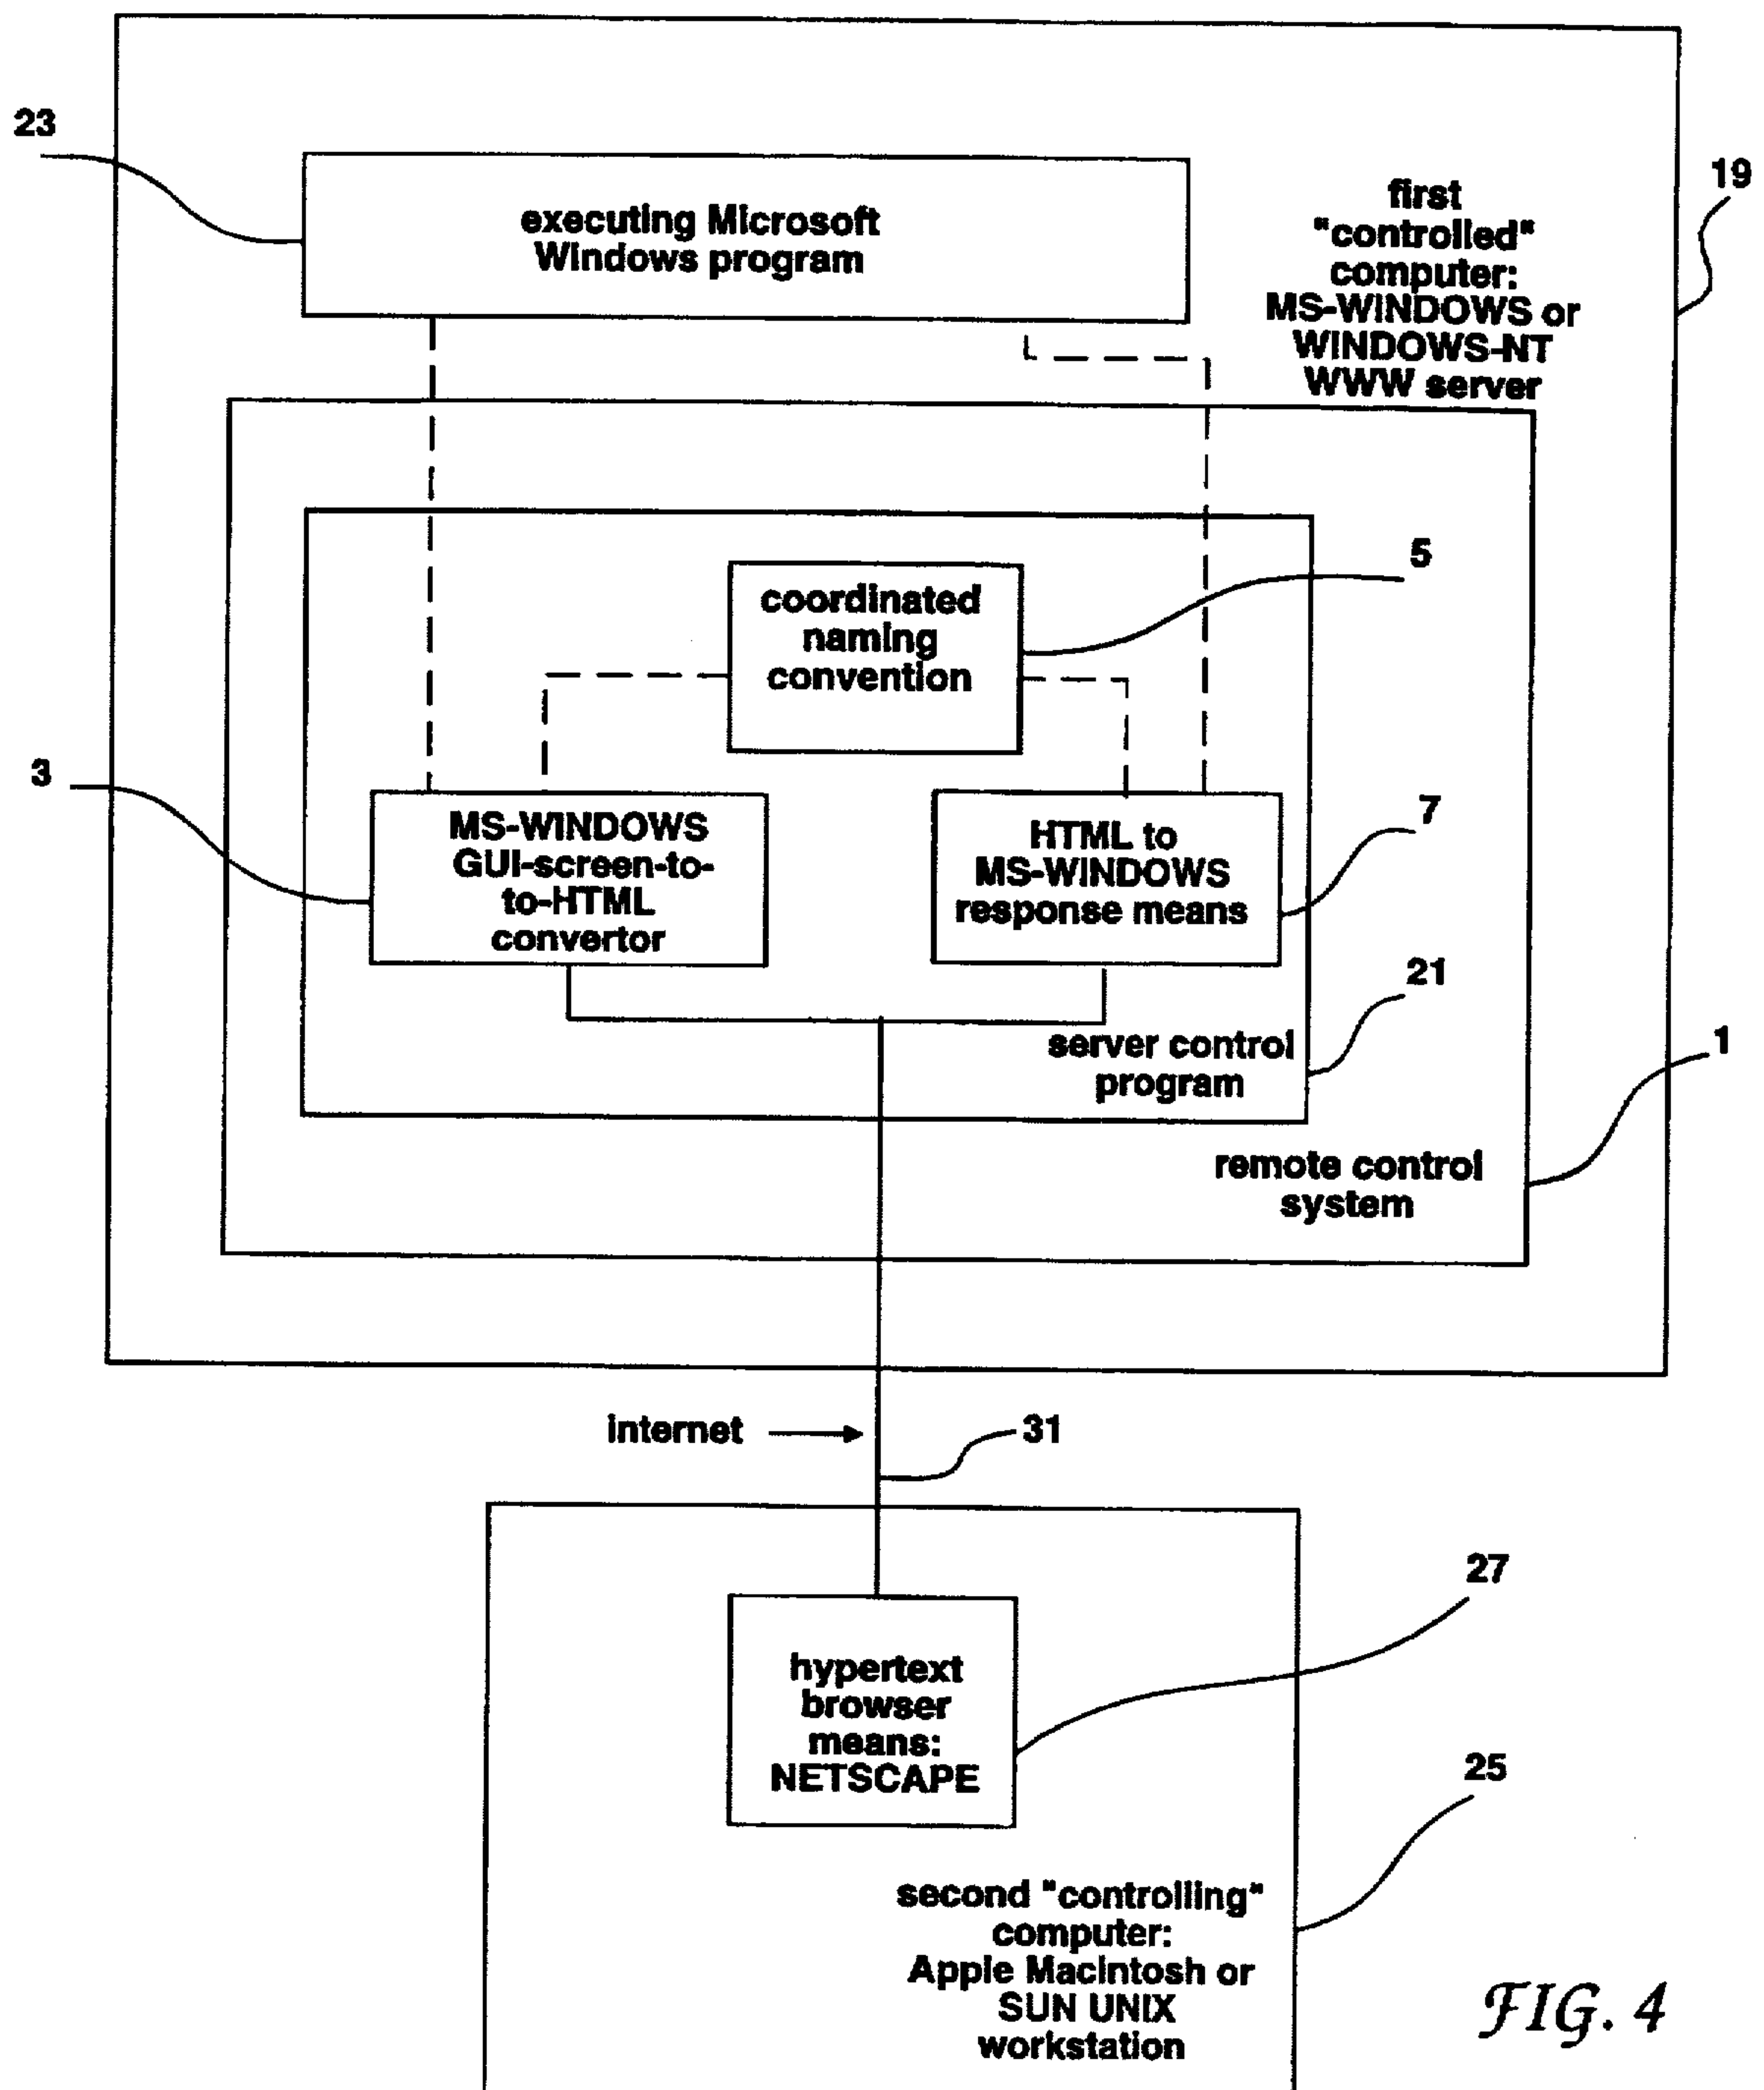 23
executing Microsoft
Windows program
first
"controlled"
computer:
MS-WINDOWS or
WINDOWS-NT
WWW server
19
coordinated
naming
convention
5
3
MS-WINDOWS
GUI-screen-to-
to-HTML
convertor
HTML to
MS-WINDOWS
response means
7
21
server control
program
1
remote control
system
internet
31
hypertext
browser
means:
NETSCAPE
27
25
second "controlling"
computer:
Apple Macintosh or
SUN UNIX
workstation
FIG. 4